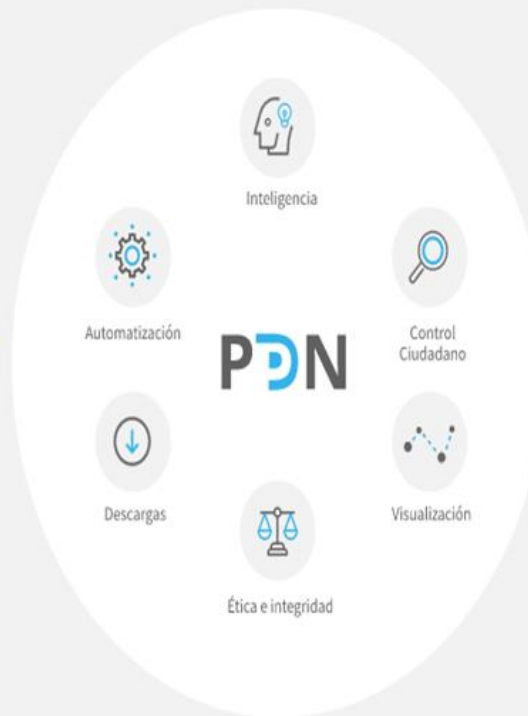 Inteligencia
Automatización
Control
Ciudadano
PDN
Descargas
Visualización
Ética e integridad